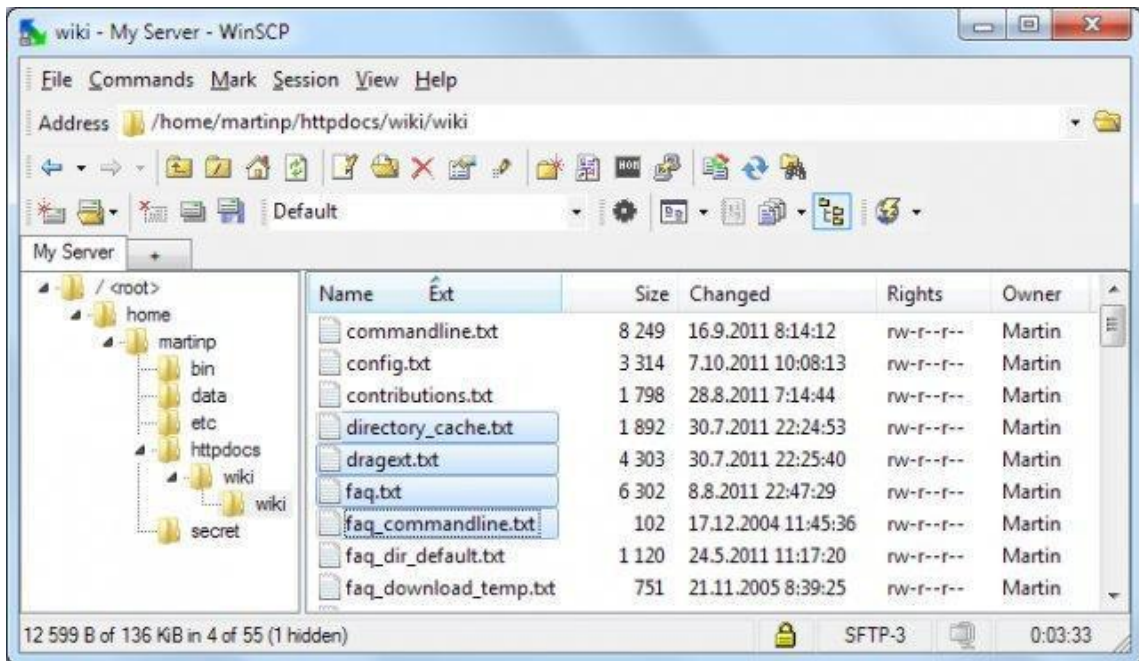 wiki - My Server - WinSCP
File Commands Mark Session View Help
Address /home/martinp/httpdocs/wiki/wiki
Default
My Server +
/ <root>
home
martinp
bin
data
etc
httpdocs
wiki
wiki
secret
Name Ext Size Changed Rights Owner
commandline.txt 8 249 16.9.2011 8:14:12 rw-r--r-- Martin
config.txt 3 314 7.10.2011 10:08:13 rw-r--r-- Martin
contributions.txt 1 798 28.8.2011 7:14:44 rw-r--r-- Martin
directory_cache.txt 1 892 30.7.2011 22:24:53 rw-r--r-- Martin
dragext.txt 4 303 30.7.2011 22:25:40 rw-r--r-- Martin
faq.txt 6 302 8.8.2011 22:47:29 rw-r--r-- Martin
faq_commandline.txt 102 17.12.2004 11:45:36 rw-r--r-- Martin
faq_dir_default.txt 1 120 24.5.2011 11:17:20 rw-r--r-- Martin
faq_download_temp.txt 751 21.11.2005 8:39:25 rw-r--r-- Martin
12 599 B of 136 KiB in 4 of 55 (1 hidden) SFTP-3 0:03:33